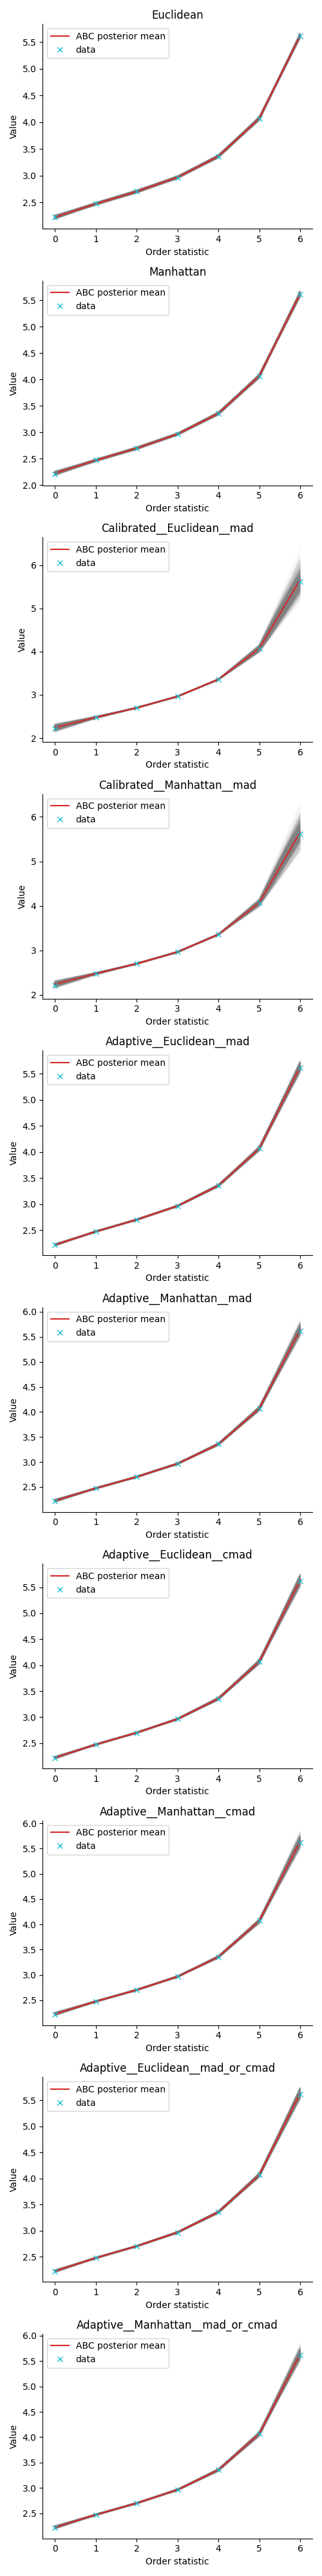 Euclidean
ABC posterior mean
data
5.5
5.0
4.5
4.0
3.5
3.0
2.5
Value
0 1 2 3 4 5 6
Order statistic
Manhattan
ABC posterior mean
data
5.5
5.0
4.5
4.0
3.5
3.0
2.5
2.0
Value
0 1 2 3 4 5 6
Order statistic
Calibrated__Euclidean__mad
ABC posterior mean
data
6
5
4
3
2
Value
0 1 2 3 4 5 6
Order statistic
Calibrated__Manhattan__mad
ABC posterior mean
data
6
5
4
3
2
Value
0 1 2 3 4 5 6
Order statistic
Adaptive__Euclidean__mad
ABC posterior mean
data
5.5
5.0
4.5
4.0
3.5
3.0
2.5
Value
0 1 2 3 4 5 6
Order statistic
Adaptive__Manhattan__mad
ABC posterior mean
data
6.0
5.5
5.0
4.5
4.0
3.5
3.0
2.5
Value
0 1 2 3 4 5 6
Order statistic
Adaptive__Euclidean__cmad
ABC posterior mean
data
5.5
5.0
4.5
4.0
3.5
3.0
2.5
Value
0 1 2 3 4 5 6
Order statistic
Adaptive__Manhattan__cmad
ABC posterior mean
data
6.0
5.5
5.0
4.5
4.0
3.5
3.0
2.5
Value
0 1 2 3 4 5 6
Order statistic
Adaptive__Euclidean__mad_or_cmad
ABC posterior mean
data
5.5
5.0
4.5
4.0
3.5
3.0
2.5
Value
0 1 2 3 4 5 6
Order statistic
Adaptive__Manhattan__mad_or_cmad
ABC posterior mean
data
6.0
5.5
5.0
4.5
4.0
3.5
3.0
2.5
Value
0 1 2 3 4 5 6
Order statistic